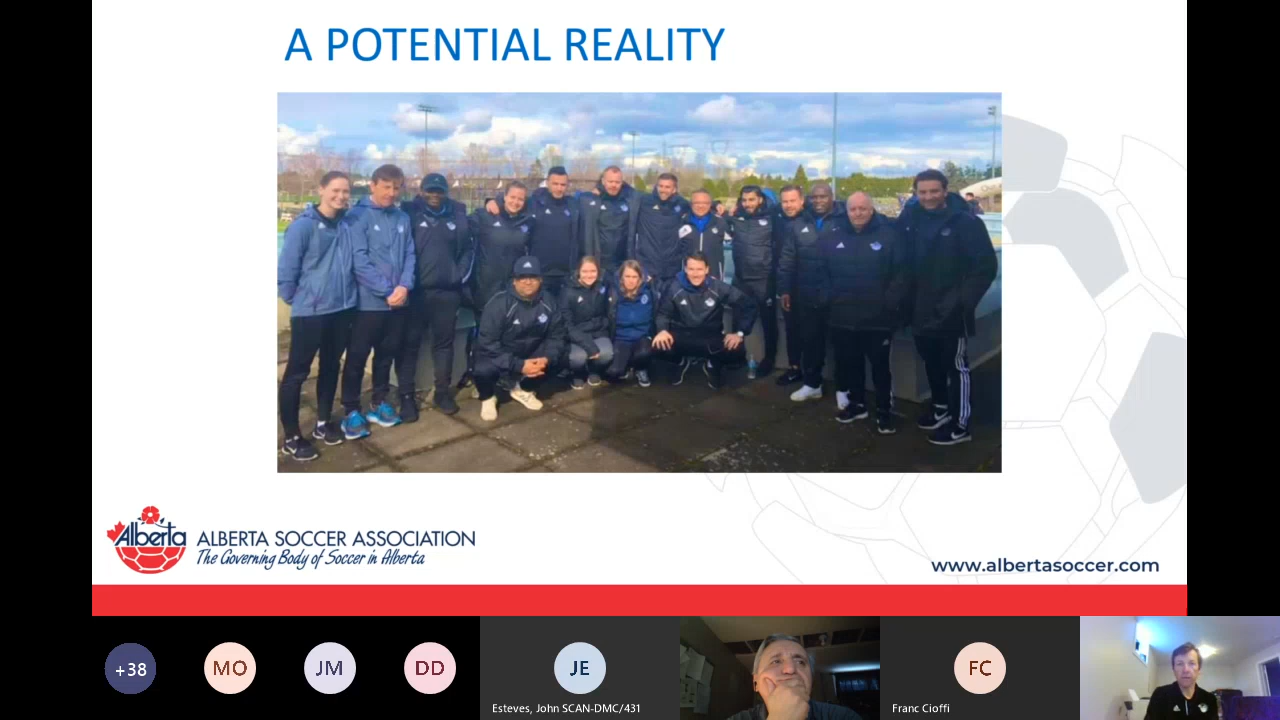 A POTENTIAL REALITY
Alberta
ALBERTA SOCCER ASSOCIATION
The Governing Body of Soccer in Alberta
www.albertasoccer.com
+38
MO
JM
DD
JE
FC
Esteves, John SCAN-DMC/431
Franc Cioffi